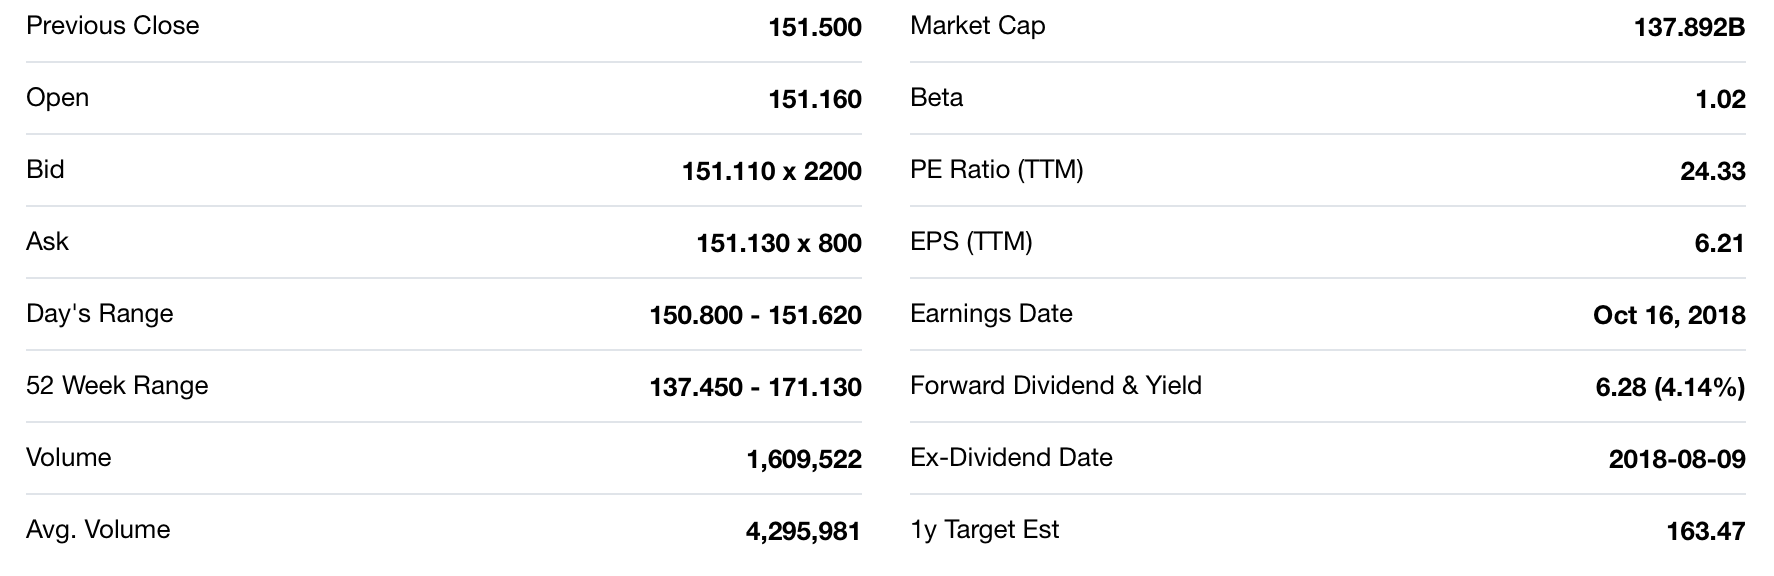 Previous Close 151.500
Open 151.160
Bid 151.110 x 2200
Ask 151.130 x 800
Day's Range 150.800 - 151.620
52 Week Range 137.450 - 171.130
Volume 1,609,522
Avg. Volume 4,295,981
Market Cap 137.892B
Beta 1.02
PE Ratio (TTM) 24.33
EPS (TTM) 6.21
Earnings Date Oct 16, 2018
Forward Dividend & Yield 6.28 (4.14%)
Ex-Dividend Date 2018-08-09
1y Target Est 163.47